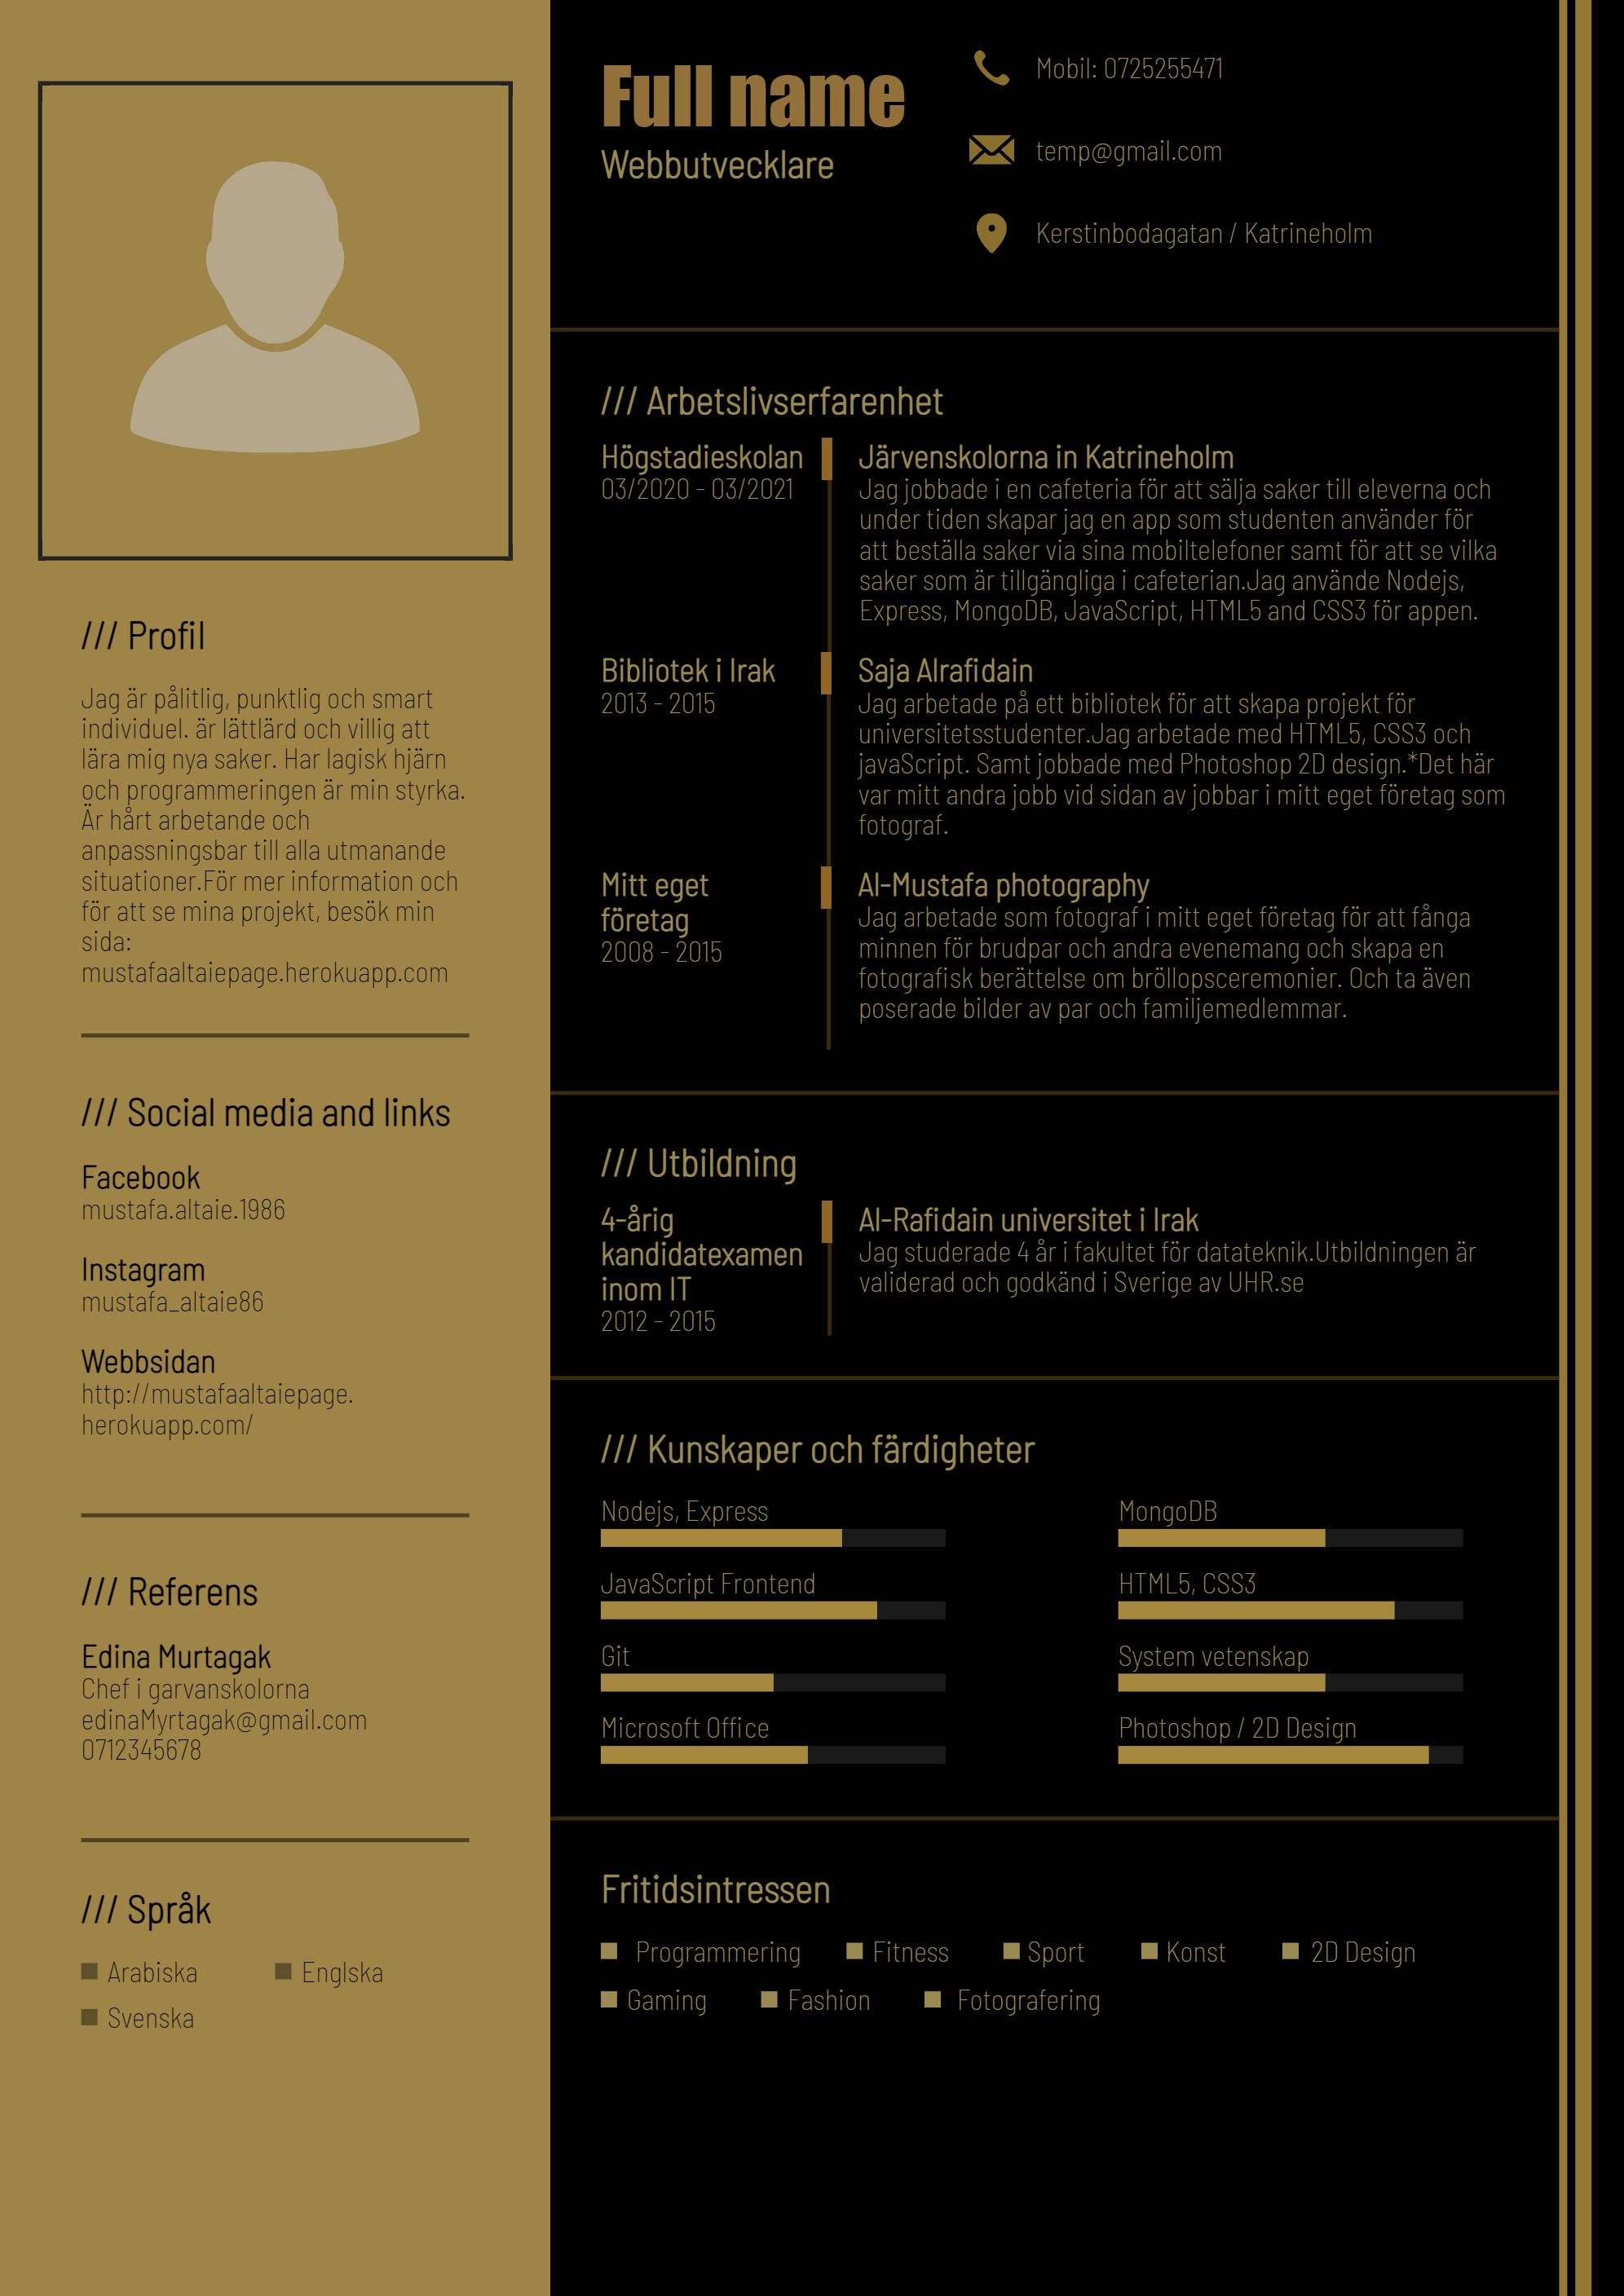 Full name
Webbutvecklare
Mobil: 0725255471
temp@gmail.com
Kerstinbodagatan / Katrineholm
/// Profil
Jag är pålitlig, punktlig och smart
individuel. är lättlärd och villig att
lära mig nya saker. Har lagisk hjärn
och programmeringen är min styrka.
Är hårt arbetande och
anpassningsbar till alla utmanande
situationer.För mer information och
för att se mina projekt, besök min
sida:
mustafaaltaiepage.herokuapp.com
/// Social media and links
Facebook
mustafa.altaie.1986
Instagram
mustafa_altaie86
Webbsidan
http://mustafaaltaiepage.
herokuapp.com/
/// Referens
Edina Murtagak
Chef i garvanskolorna
edinaMyrtagak@gmail.com
0712345678
/// Språk
Arabiska
Englska
Svenska
/// Arbetslivserfarenhet
Högstadieskolan
03/2020 - 03/2021
Järvenskolorna in Katrineholm
Jag jobbade i en cafeteria för att sälja saker till eleverna och
under tiden skapar jag en app som studenten använder för
att beställa saker via sina mobiltelefoner samt för att se vilka
saker som är tillgängliga i cafeterian.Jag använde Nodejs,
Express, MongoDB, JavaScript, HTML5 and CSS3 för appen.
Bibliotek i Irak
2013 - 2015
Saja Alrafidain
Jag arbetade på ett bibliotek för att skapa projekt för
universitetsstudenter.Jag arbetade med HTML5, CSS3 och
javaScript. Samt jobbade med Photoshop 2D design.*Det här
var mitt andra jobb vid sidan av jobbar i mitt eget företag som
fotograf.
Mitt eget
företag
2008 - 2015
Al-Mustafa photography
Jag arbetade som fotograf i mitt eget företag för att fånga
minnen för brudpar och andra evenemang och skapa en
fotografisk berättelse om bröllopsceremonier. Och ta även
poserade bilder av par och familjemedlemmar.
/// Utbildning
4-årig
kandidatexamen
inom IT
2012 - 2015
Al-Rafidain universitet i Irak
Jag studerade 4 år i fakultet för datateknik.Utbildningen är
validerad och godkänd i Sverige av UHR.se
/// Kunskaper och färdigheter
Nodejs, Express
MongoDB
JavaScript Frontend
HTML5, CSS3
Git
System vetenskap
Microsoft Office
Photoshop / 2D Design
Fritidsintressen
Programmering
Fitness
Sport
Konst
2D Design
Gaming
Fashion
Fotografering